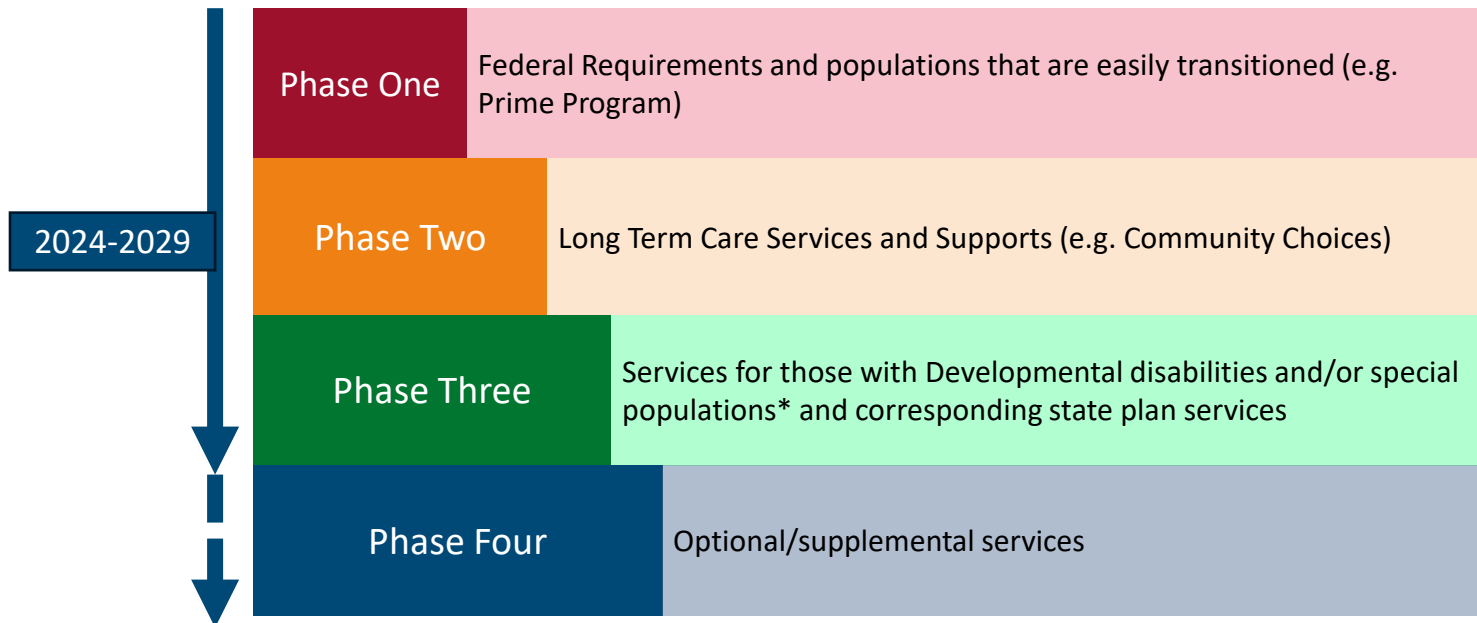 Phase One
Federal Requirements and populations that are easily transitioned (e.g.
Prime Program)
2024-2029
Phase Two
Long Term Care Services and Supports (e.g. Community Choices)
Phase Three
Services for those with Developmental disabilities and/or special
populations* and corresponding state plan services
Phase Four
Optional/supplemental services